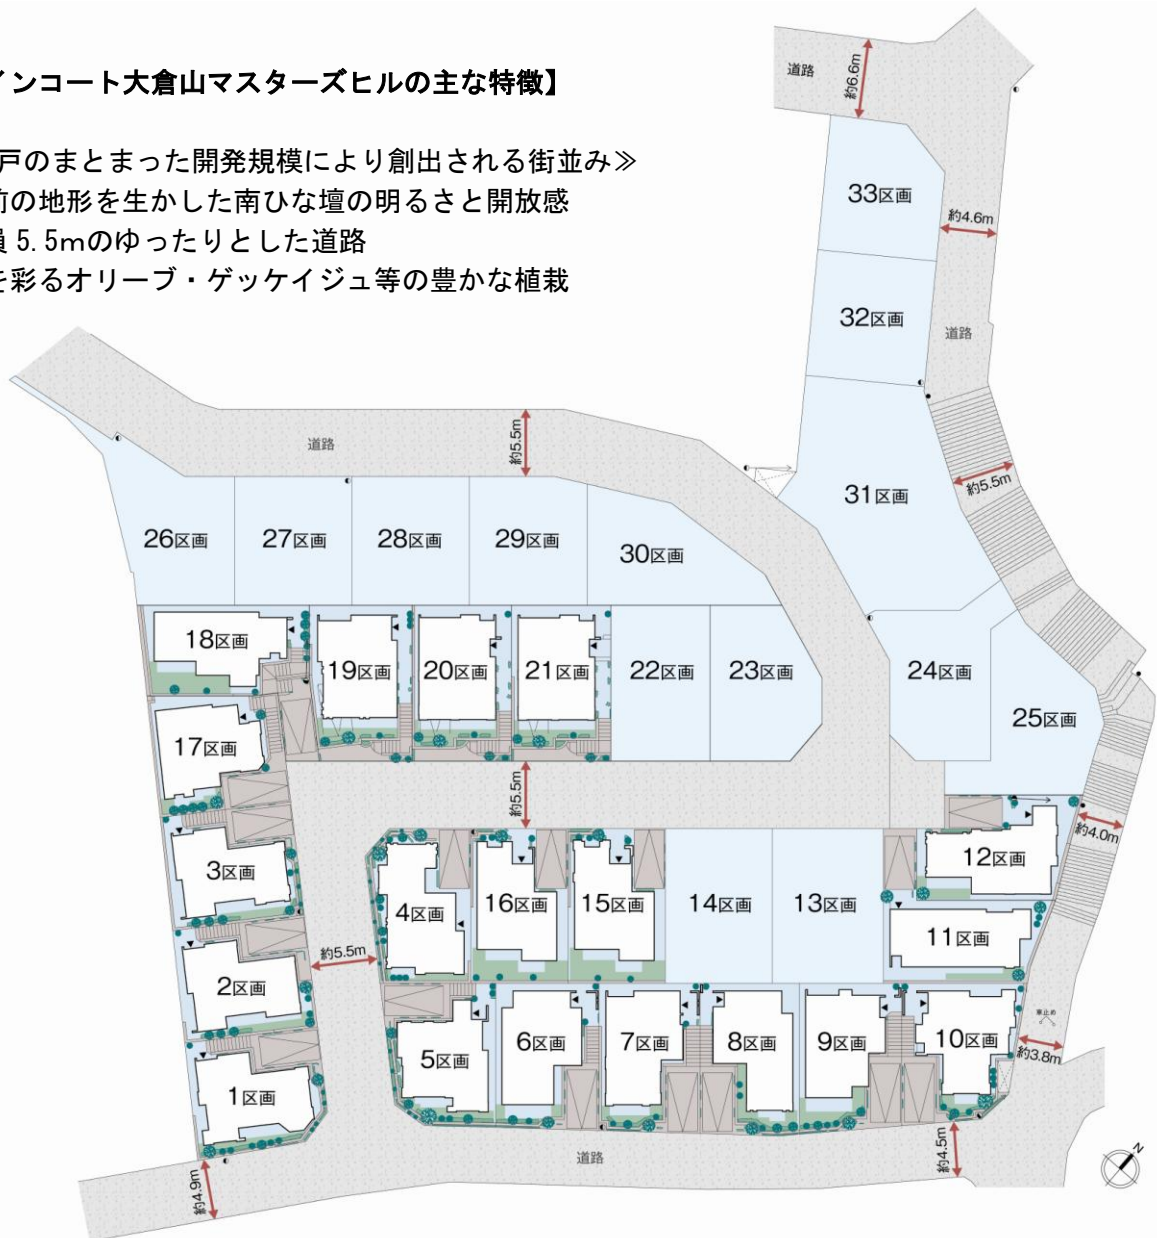 インコート大倉山マスターズヒルの主な特徴】
戸のまとまった開発規模により創出される街並み≫
前の地形を生かした南ひな壇の明るさと開放感
員5.5mのゆったりとした道路
を彩るオリーブ・ゲッケイジュ等の豊かな植栽
道路
約6.6m
33区画
約4.6m
32区画
道路
道路
約5.5m
31区画
約5.5m
26区画
27区画
28区画
29区画
30区画
18区画
19区画
20区画
21区画
22区画
23区画
24区画
25区画
17区画
約5.5m
約4.0m
3区画
4区画
16区画
15区画
14区画
13区画
12区画
11区画
2区画
約5.5m
5区画
6区画
7区画
8区画
9区画
10区画
車止め
約3.8m
1区画
約4.9m
道路
約4.5m
N